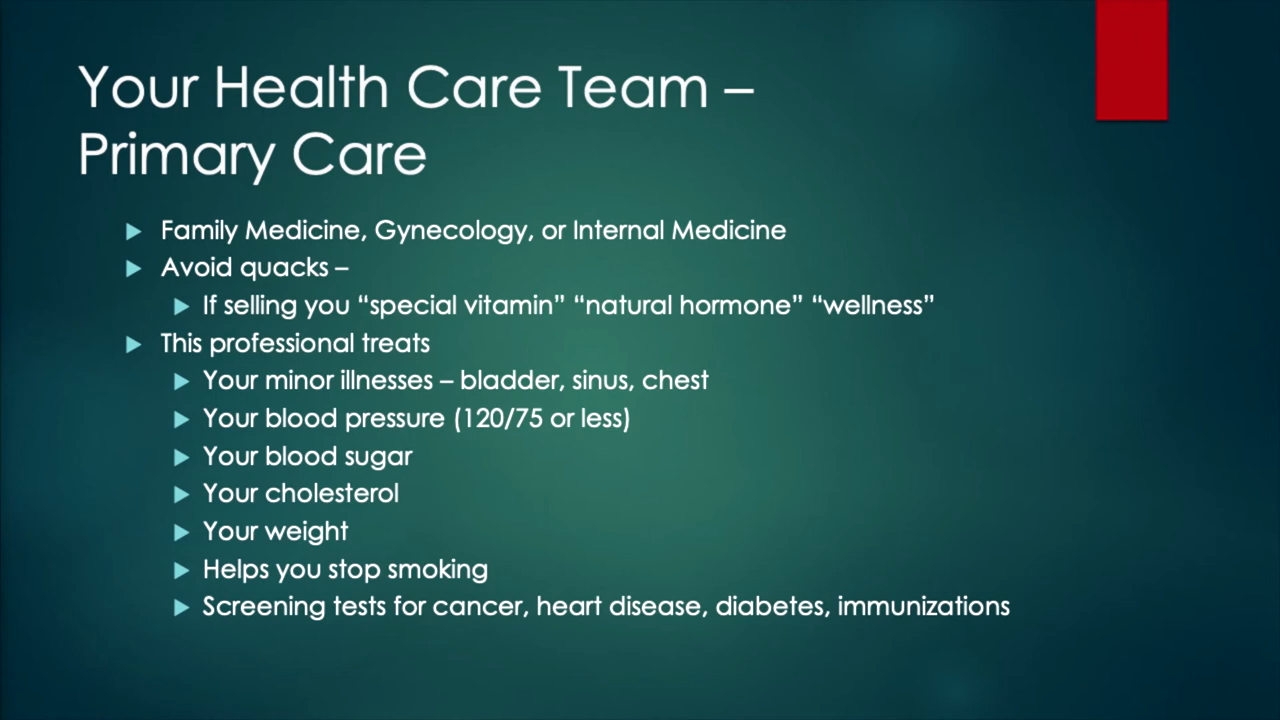 Your Health Care Team –
Primary Care
Family Medicine, Gynecology, or Internal Medicine
Avoid quacks –
If selling you “special vitamin” “natural hormone” “wellness”
This professional treats
Your minor illnesses – bladder, sinus, chest
Your blood pressure (120/75 or less)
Your blood sugar
Your cholesterol
Your weight
Helps you stop smoking
Screening tests for cancer, heart disease, diabetes, immunizations